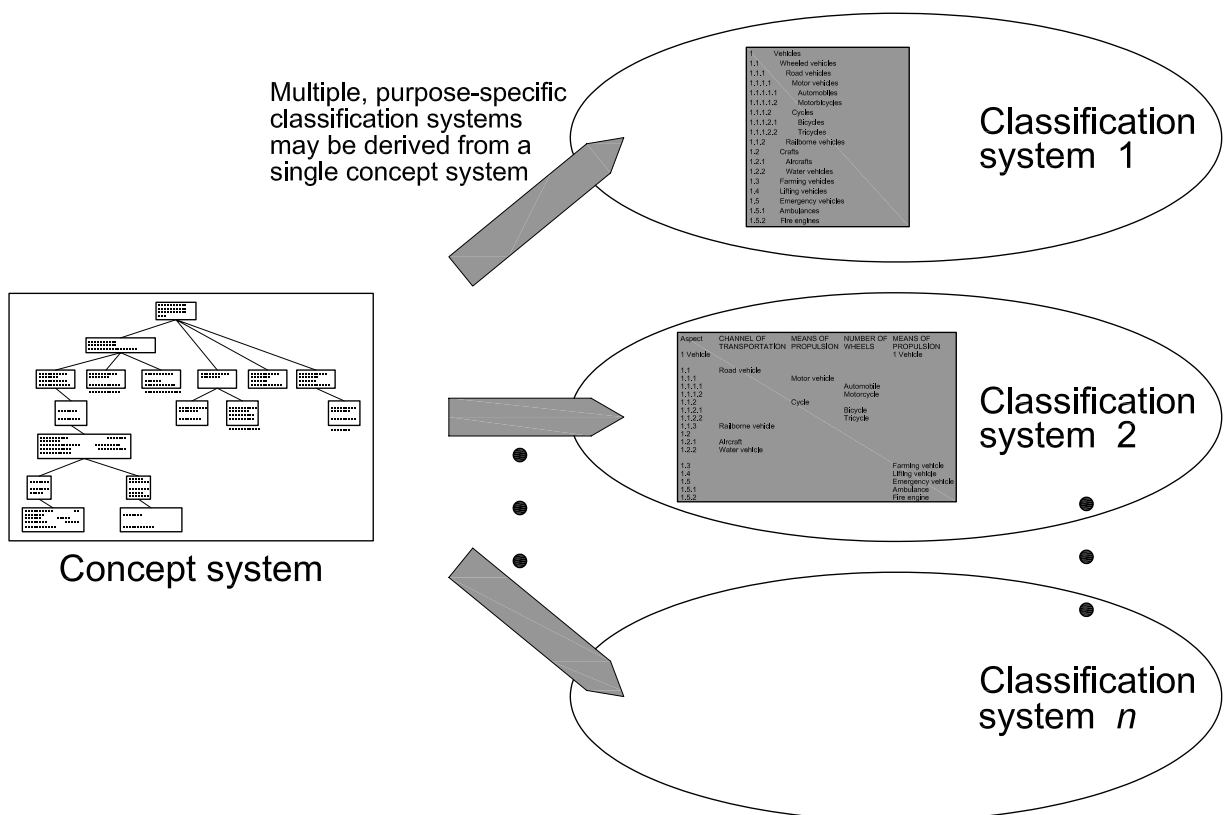 Multiple, purpose-specific
classification systems
may be derived from a
single concept system
1 Vehicles
1.1 Wheeled vehicles
1.1.1 Road vehicles
1.1.1.1 Motor vehicles
1.1.1.1.1 Automobiles
1.1.1.1.2 Motorbicycles
1.1.1.2 Cycles
1.1.1.2.1 Bicycles
1.1.1.2.2 Tricycles
1.1.2 Railborne vehicles
1.2 Crafts
1.2.1 Aircrafts
1.2.2 Water vehicles
1.3 Farming vehicles
1.4 Lifting vehicles
1.5 Emergency vehicles
1.5.1 Ambulances
1.5.2 Fire engines
Classification
system 1
Aspect CHANNEL OF MEANS OF NUMBER OF MEANS OF
TRANSPORTATION PROPULSION WHEELS PROPULSION
1 Vehicle 1 Vehicle
1.1 Road vehicle
1.1.1 Motor vehicle
1.1.1.1 Automobile
1.1.1.2 Motorcycle
1.1.2 Cycle
1.1.2.1 Bicycle
1.1.2.2 Tricycle
1.1.3 Railborne vehicle
1.2
1.2.1 Aircraft
1.2.2 Water vehicle
1.3 Farming vehicle
1.4 Lifting vehicle
1.5 Emergency vehicle
1.5.1 Ambulance
1.5.2 Fire engine
Classification
system 2
Concept system
Classification
system n